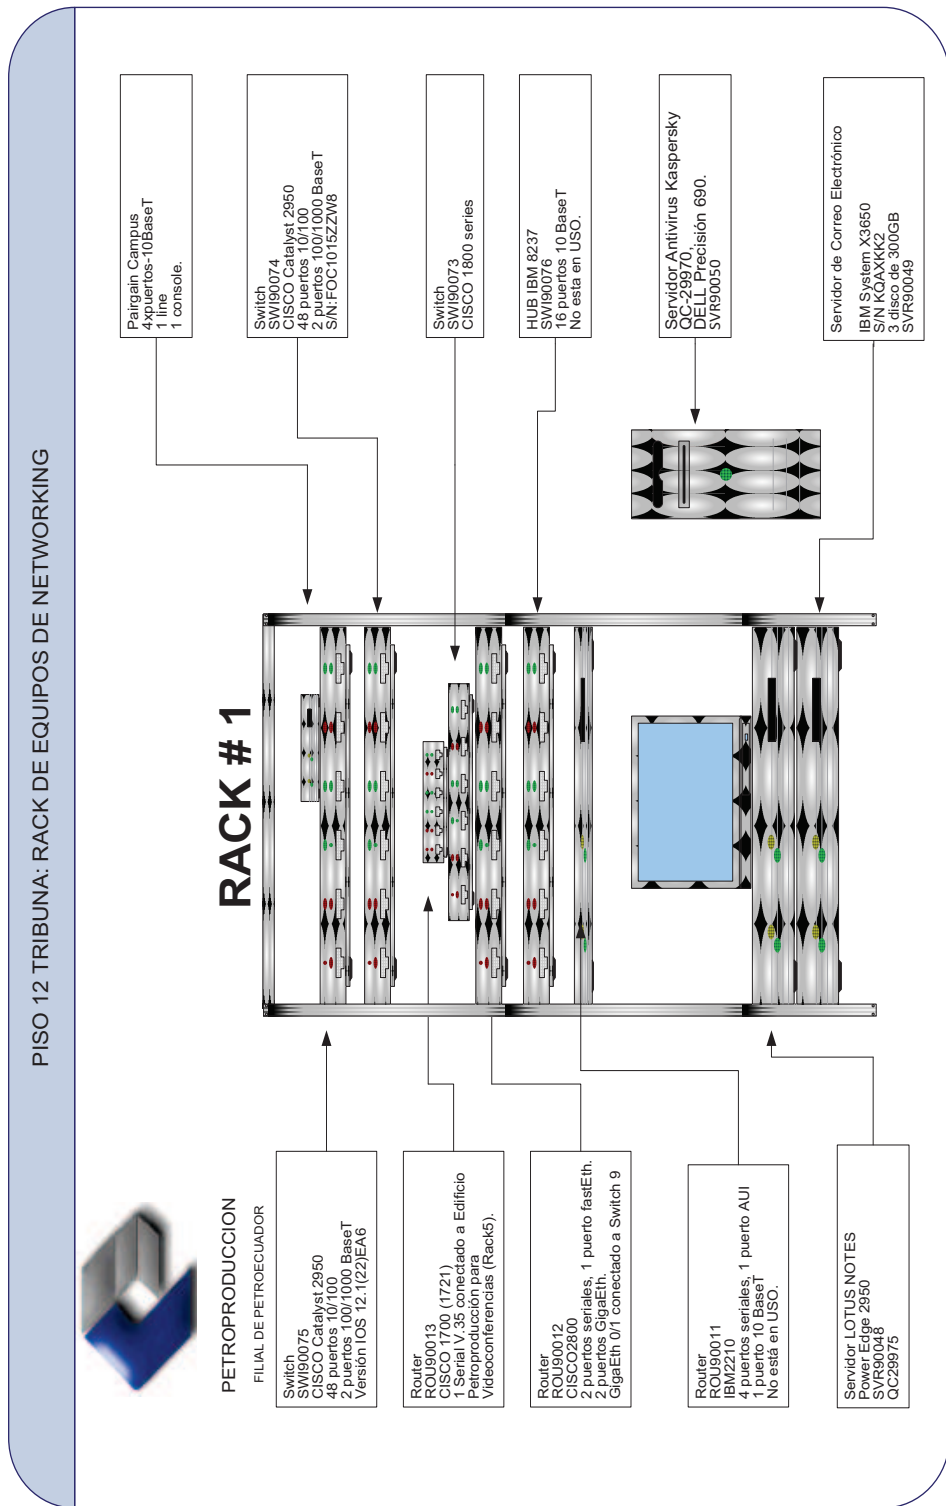 PISO 12 TRIBUNA: RACK DE EQUIPOS DE NETWORKING
PETROPRODUCCION
FILIAL DE PETROECUADOR
RACK # 1
Switch
SWI90075
CISCO Catalyst 2950
48 puertos 10/100
2 puertos 100/1000 BaseT
Versión IOS 12.1(22)EA6
Router
ROU90013
CISCO 1700 (1721)
1 Serial V.35 conectado a Edificio
Petroproducción para
Videoconferencias (Rack5).
Router
ROU90012
CISCO2800
2 puertos seriales, 1 puerto fastEth.
2 puertos GigaEth.
GigaEth 0/1 conectado a Switch 9
Router
ROU90011
IBM2210
4 puertos seriales, 1 puerto AUI
1 puerto 10 BaseT
No está en USO.
Servidor LOTUS NOTES
Power Edge 2950
SVR90048
QC29975
Pairgain Campus
4xpuertos-10BaseT
1 line
1 console.
Switch
SWI90074
CISCO Catalyst 2950
48 puertos 10/100
2 puertos 100/1000 BaseT
S/N:FOC1015ZZW8
Switch
SWI90073
CISCO 1800 series
HUB IBM 8237
SWI90076
16 puertos 10 BaseT
No esta en USO.
Servidor Antivirus Kaspersky
QC-29970,
DELL Precisión 690.
SVR90050
Servidor de Correo Electrónico
IBM System X3650
S/N KQAXKK2
3 disco de 300GB
SVR90049